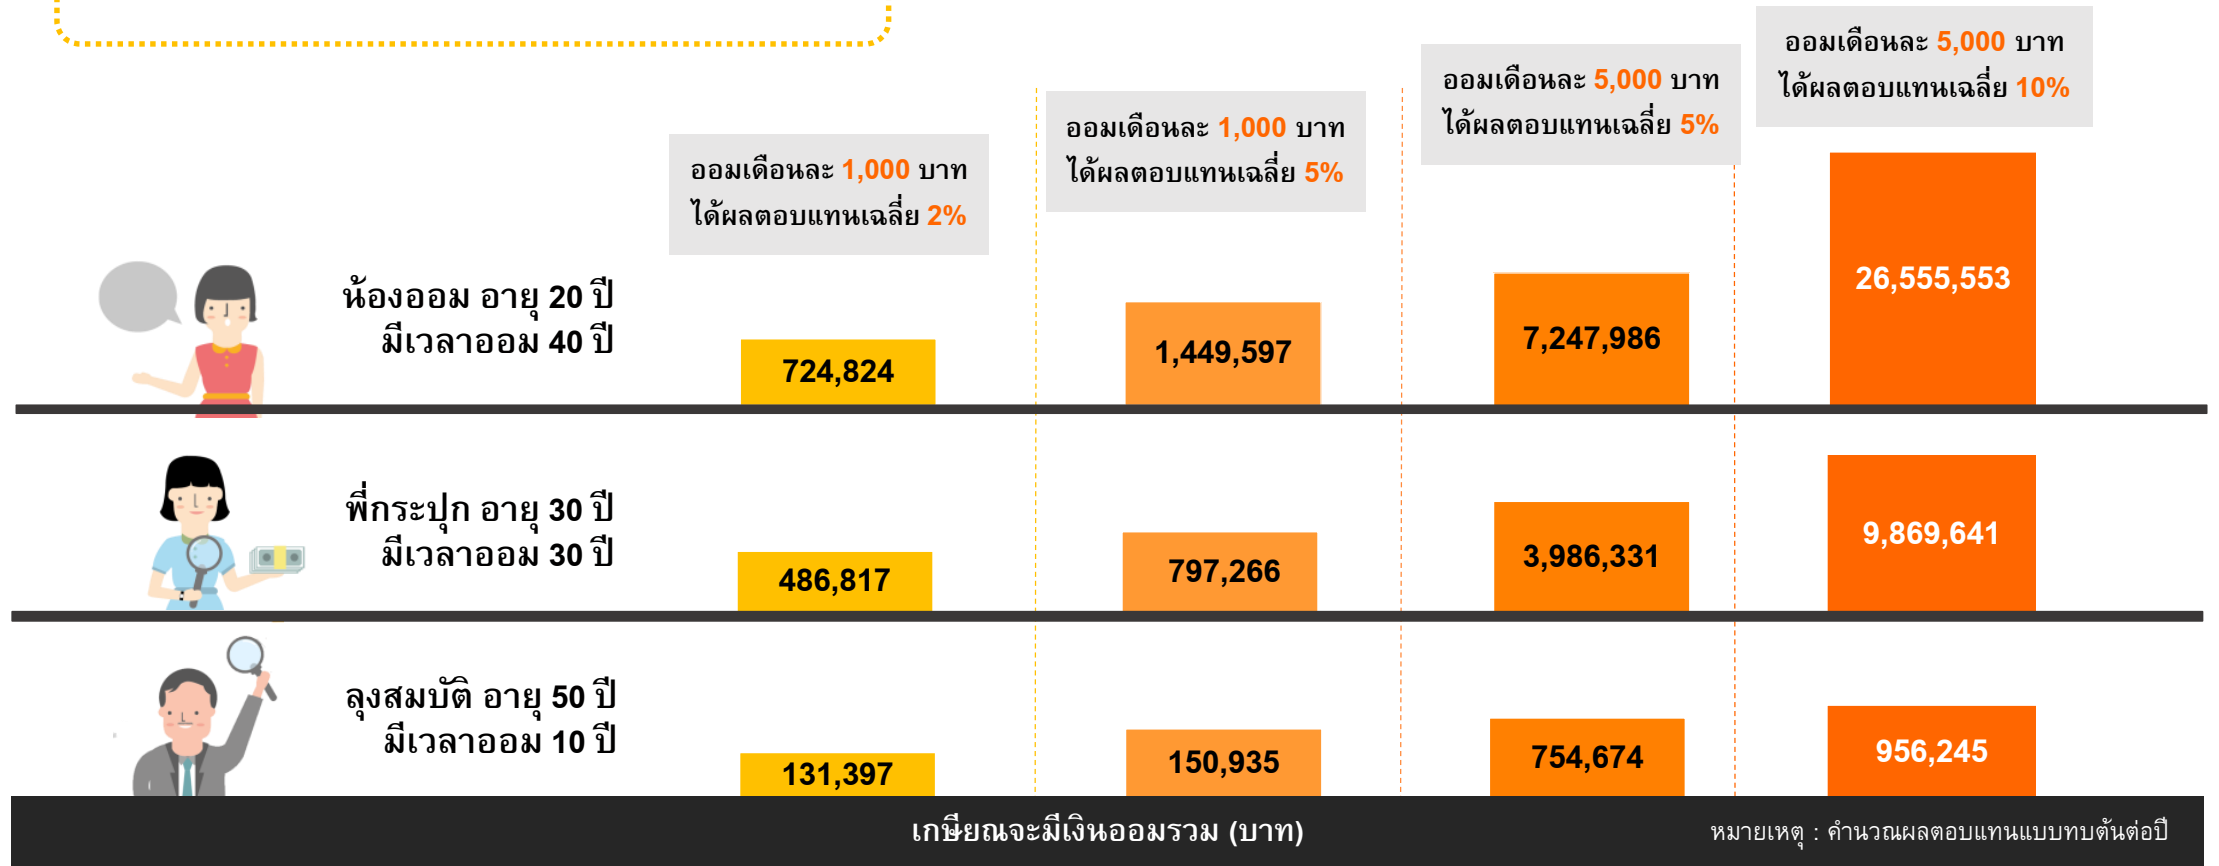 ออมเดือนละ 1,000 บาท
ได้ผลตอบแทนเฉลี่ย 2%
ออมเดือนละ 1,000 บาท
ได้ผลตอบแทนเฉลี่ย 5%
ออมเดือนละ 5,000 บาท
ได้ผลตอบแทนเฉลี่ย 5%
ออมเดือนละ 5,000 บาท
ได้ผลตอบแทนเฉลี่ย 10%
น้องออม อายุ 20 ปี
มีเวลาออม 40 ปี
724,824
1,449,597
7,247,986
26,555,553
พี่กระปุก อายุ 30 ปี
มีเวลาออม 30 ปี
486,817
797,266
3,986,331
9,869,641
ลุงสมบัติ อายุ 50 ปี
มีเวลาออม 10 ปี
131,397
150,935
754,674
956,245
เกษียณจะมีเงินออมรวม (บาท)
หมายเหตุ : คำนวณผลตอบแทนแบบทบต้นต่อปี